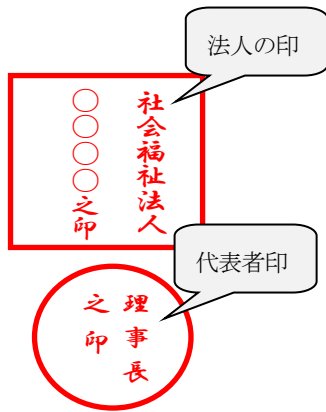 法人の印
社会福祉法人
〇〇〇〇之印
代表者印
理事長
之印